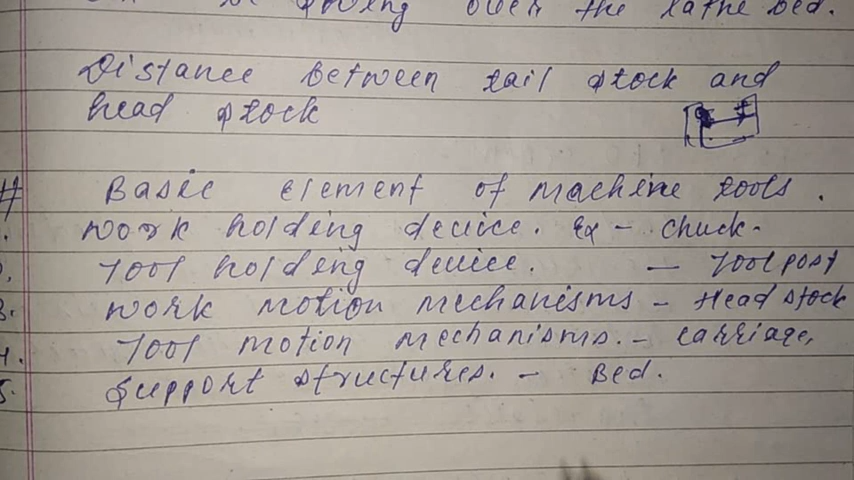 over the lathe bed.
Distance between tail stock and
head stock
# Basic element of machine tools.
work holding device. Ex - chuck.
Tool holding device. - Tool post
3. work motion mechanisms - Head stock
4. Tool motion mechanisms. - carriage,
5. Support structures. - Bed.